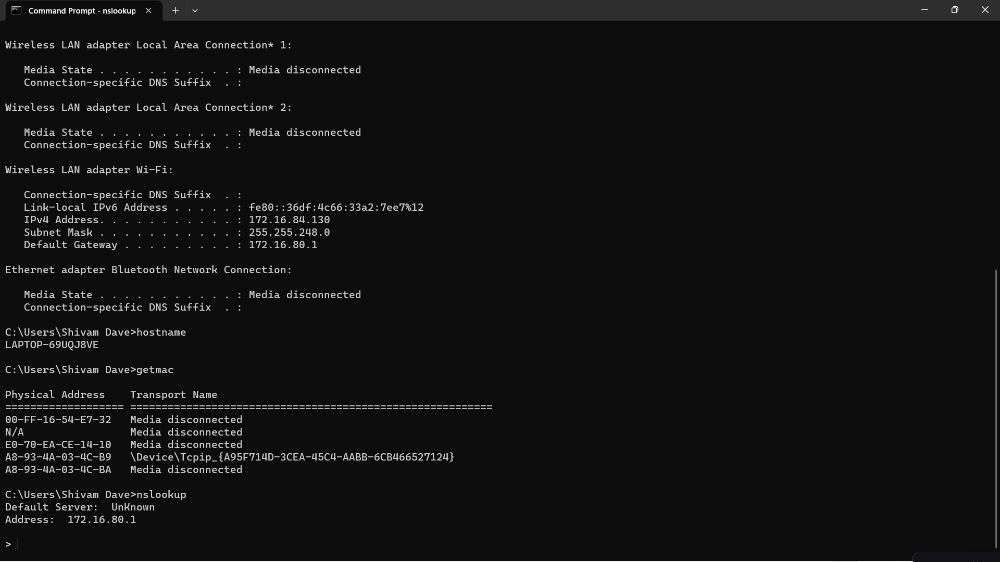 Command Prompt - nslookup
Wireless LAN adapter Local Area Connection* 1:
   Media State . . . . . . . . . . . : Media disconnected
   Connection-specific DNS Suffix  . :
Wireless LAN adapter Local Area Connection* 2:
   Media State . . . . . . . . . . . : Media disconnected
   Connection-specific DNS Suffix  . :
Wireless LAN adapter Wi-Fi:
   Connection-specific DNS Suffix  . :
   Link-local IPv6 Address . . . . . : fe80::36df:4c66:33a2:7ee7%12
   IPv4 Address. . . . . . . . . . . : 172.16.84.130
   Subnet Mask . . . . . . . . . . . : 255.255.248.0
   Default Gateway . . . . . . . . . : 172.16.80.1
Ethernet adapter Bluetooth Network Connection:
   Media State . . . . . . . . . . . : Media disconnected
   Connection-specific DNS Suffix  . :
C:\Users\Shivam Dave>hostname
LAPTOP-69UQJ8VE
C:\Users\Shivam Dave>getmac
Physical Address    Transport Name
=================== ==========================================================
00-FF-16-54-E7-32   Media disconnected
N/A                 Media disconnected
E0-70-EA-CE-14-10   Media disconnected
A8-93-4A-03-4C-B9   \Device\Tcpip_{A95F714D-3CEA-45C4-AABB-6CB466527124}
A8-93-4A-03-4C-BA   Media disconnected
C:\Users\Shivam Dave>nslookup
Default Server:  UnKnown
Address:  172.16.80.1
>